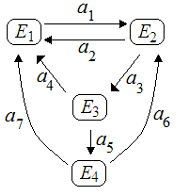 a₁
E₁ E₂
a₂
a₄ a₃
E₃
a₇ a₅ a₆
E₄